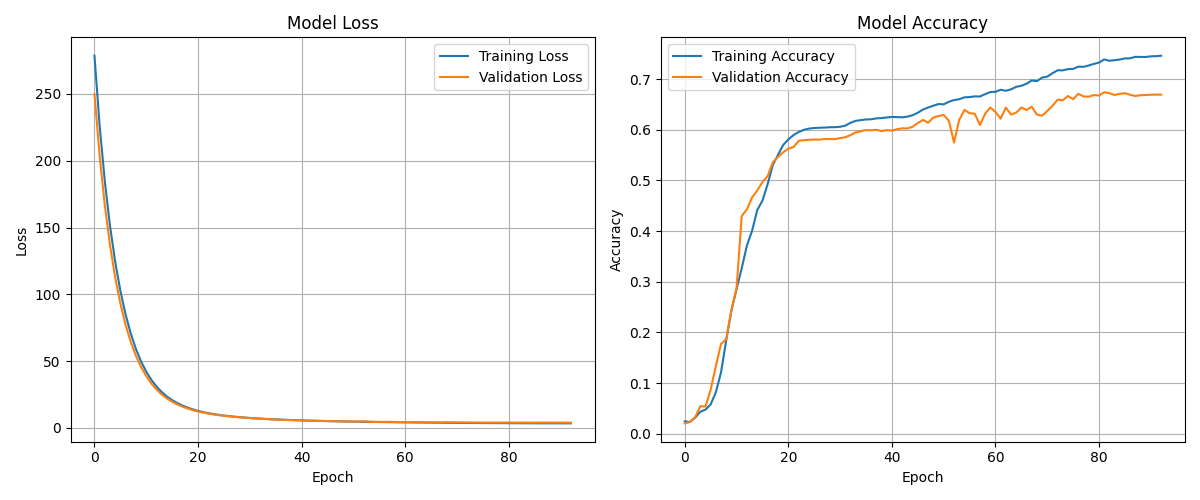 Model Loss
Training Loss
Validation Loss
250
200
150
100
50
0
Loss
0
20
40
60
80
Epoch
Model Accuracy
Training Accuracy
Validation Accuracy
0.7
0.6
0.5
0.4
0.3
0.2
0.1
0.0
Accuracy
0
20
40
60
80
Epoch